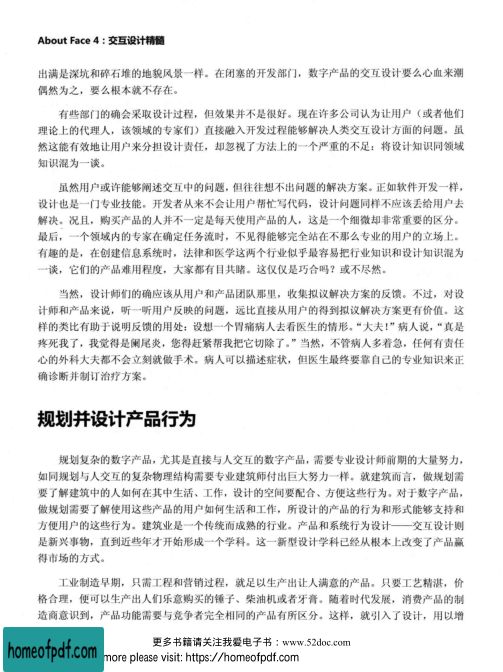 About Face 4：交互设计精髓
出满是深坑和碎石堆的地貌风景一样。在闭塞的开发部门，数字产品的交互设计要么心血来潮
偶然为之，要么根本就不存在。
有些部门的确会采取设计过程，但效果并不是很好。现在许多公司认为让用户（或者他们
理论上的代理人，该领域的专家们）直接融入开发过程能够解决人类交互设计方面的问题。虽
然这能有效地让用户来分担设计责任，却忽视了方法上的一个严重的不足：将设计知识同领域
知识混为一谈。
虽然用户或许能够阐述交互中的问题，但往往想不出问题的解决方案。正如软件开发一样，
设计也是一门专业技能。开发者从来不会让用户帮忙写代码，设计问题同样不应该丢给用户去
解决。况且，购买产品的人并不一定是每天使用产品的人，这是一个细微却非常重要的区分。
最后，一个领域内的专家在确定任务流时，不见得能够完全站在不那么专业的用户的立场上。
有趣的是，在创建信息系统时，法律和医学这两个行业似乎最容易把行业知识和设计知识混为
一谈，它们的产品难用程度，大家都有目共睹。这仅仅是巧合吗？或不尽然。
当然，设计师们的确应该从用户和产品团队那里，收集拟议解决方案的反馈。不过，对设
计师和产品来说，听一听用户反映的问题，远比直接从用户的得到拟议解决方案更有价值。这
样的类比有助于说明反馈的用处：设想一个胃痛病人去看医生的情形。“大夫！”病人说，“真是
疼死我了，我觉得是阑尾炎，您得赶紧帮我把它切除了。”当然，不管病人多着急，任何有责任
心的外科大夫都不会立刻就做手术。病人可以描述症状，但医生最终要靠自己的专业知识来正
确诊断并制订治疗方案。
规划并设计产品行为
规划复杂的数字产品，尤其是直接与人交互的数字产品，需要专业设计师前期的大量努力，
如同规划与人交互的复杂物理结构需要专业建筑师付出巨大努力一样。就建筑而言，做规划需
要了解建筑中的人如何在其中生活、工作，设计的空间要配合、方便这些行为。对于数字产品，
做规划需要了解使用这些产品的用户如何生活和工作，所设计的产品的行为和形式能够支持和
方便用户的这些行为。建筑业是一个传统而成熟的行业。产品和系统行为设计——交互设计则
是新兴事物，直到近些年才开始形成一个学科。这一新型设计学科已经从根本上改变了产品赢
得市场的方式。
工业制造早期，只需工程和营销过程，就足以生产出让人满意的产品。只要工艺精湛，价
格合理，便可以生产出人们乐意购买的锤子、柴油机或者牙膏。随着时代发展，消费产品的制
造商意识到，产品功能需要与竞争者完全相同的产品有所区分。这样，就引入了设计，用以增
更多书籍请关注我爱电子书：www.52doc.com
homeofpdf.com
more please visit: https://homeofpdf.com